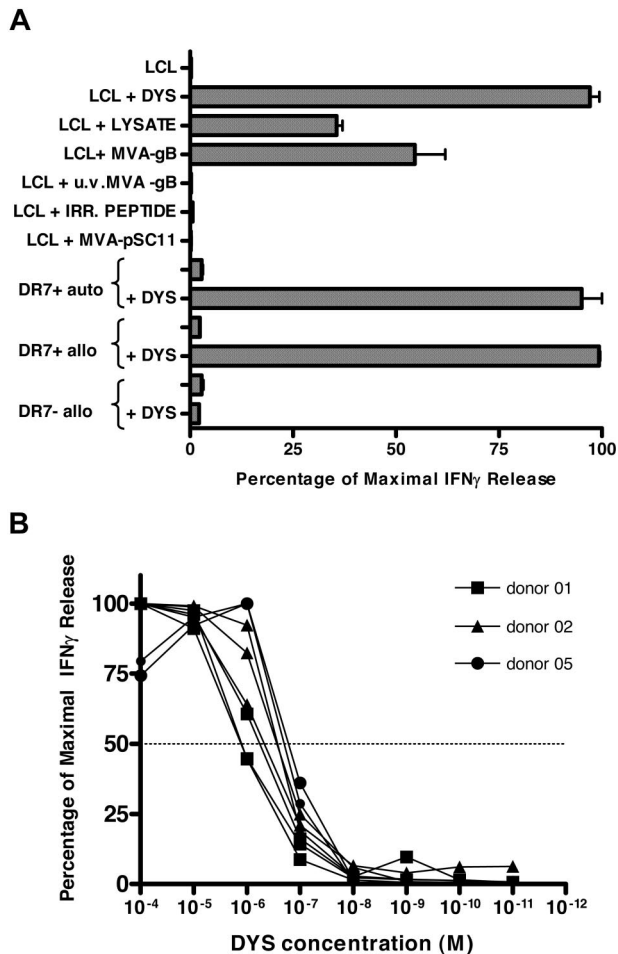 A
LCL
LCL + DYS
LCL + LYSATE
LCL+ MVA-gB
LCL + u.v.MVA -gB
LCL + IRR. PEPTIDE
LCL + MVA-pSC11
DR7+ auto
+ DYS
DR7+ allo
+ DYS
DR7- allo
+ DYS
0 25 50 75 100
Percentage of Maximal IFNγ Release
B
Percentage of Maximal IFNγ Release
100
75
50
25
0
donor 01
donor 02
donor 05
10-4 10-5 10-6 10-7 10-8 10-9 10-10 10-11 10-12
DYS concentration (M)